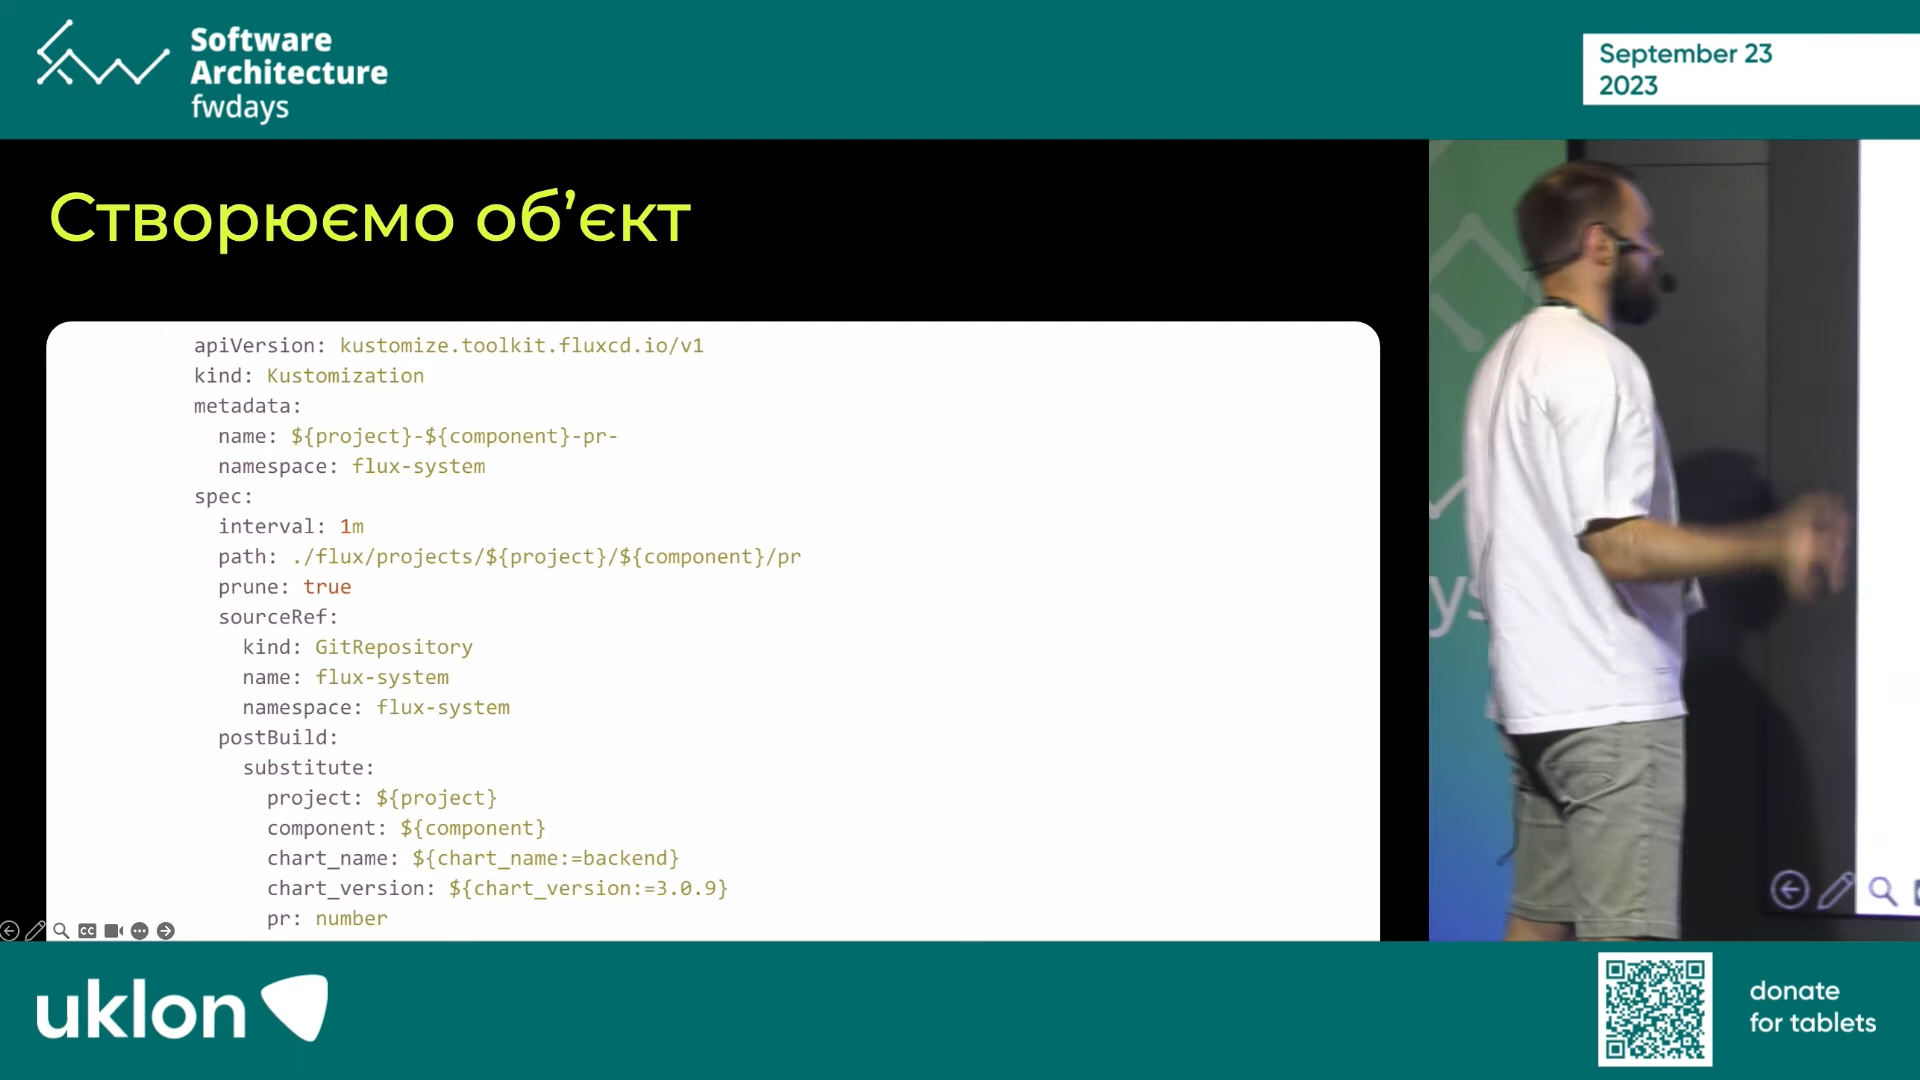 Software
Architecture
fwdays
September 23
2023
Створюємо об’єкт
apiVersion: kustomize.toolkit.fluxcd.io/v1
kind: Kustomization
metadata:
  name: ${project}-${component}-pr-
  namespace: flux-system
spec:
  interval: 1m
  path: ./flux/projects/${project}/${component}/pr
  prune: true
  sourceRef:
    kind: GitRepository
    name: flux-system
    namespace: flux-system
  postBuild:
    substitute:
      project: ${project}
      component: ${component}
      chart_name: ${chart_name:=backend}
      chart_version: ${chart_version:=3.0.9}
      pr: number
CC
ys
uklon
donate
for tablets